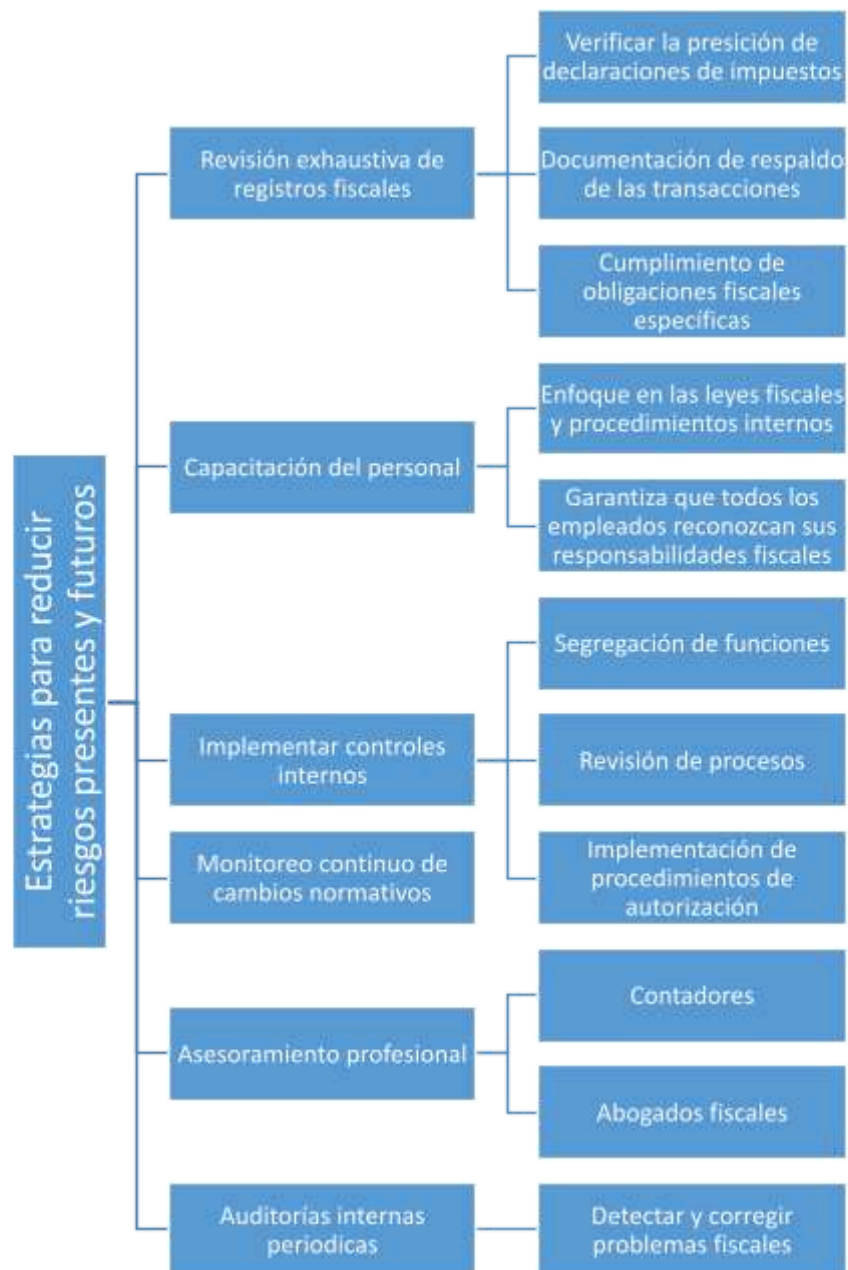 Estrategias para reducir
riesgos presentes y futuros
Revisión exhaustiva de
registros fiscales
Verificar la presición de
declaraciones de impuestos
Documentación de respaldo
de las transacciones
Cumplimiento de
obligaciones fiscales
específicas
Capacitación del personal
Enfoque en las leyes fiscales
y procedimientos internos
Garantiza que todos los
empleados reconozcan sus
responsabilidades fiscales
Implementar controles
internos
Segregación de funciones
Revisión de procesos
Implementación de
procedimientos de
autorización
Monitoreo continuo de
cambios normativos
Asesoramiento profesional
Contadores
Abogados fiscales
Auditorías internas
periodicas
Detectar y corregir
problemas fiscales